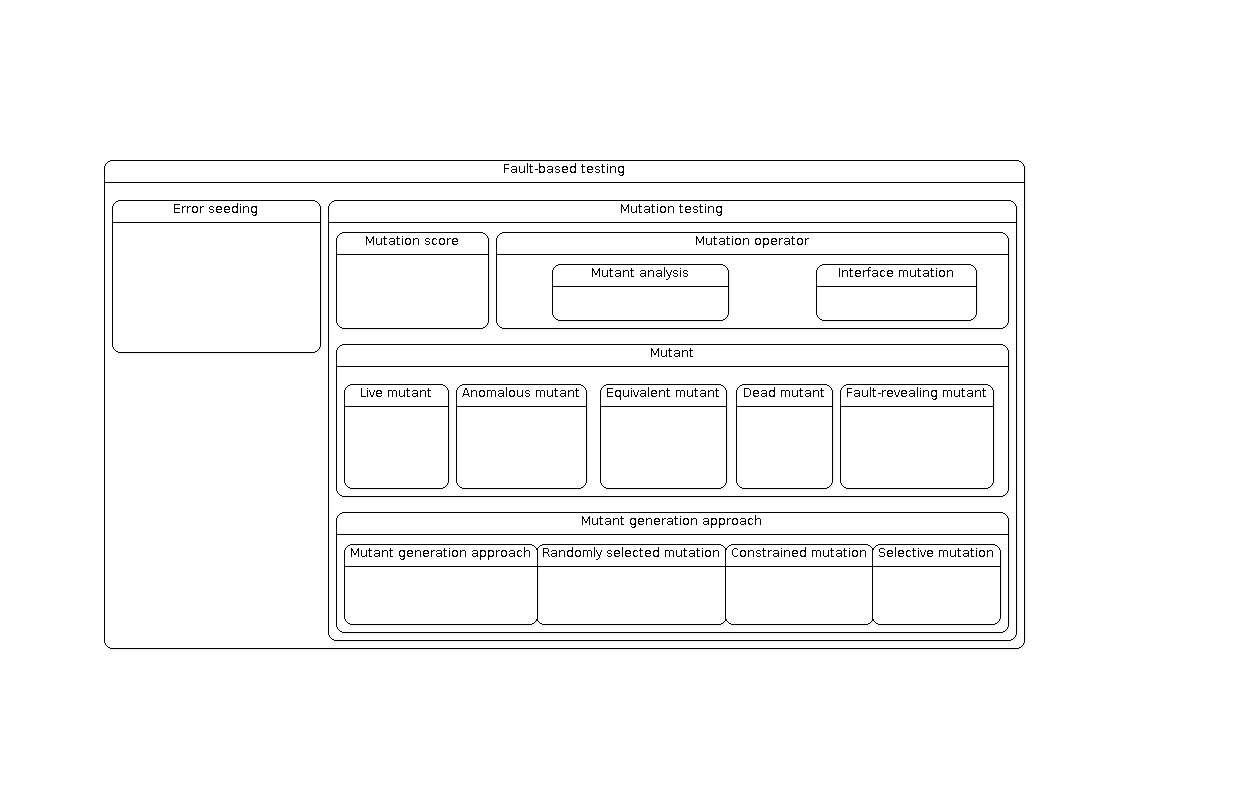 Fault-based testing
Error seeding
Mutation testing
Mutation score
Mutation operator
Mutant analysis
Interface mutation
Mutant
Live mutant
Anomalous mutant
Equivalent mutant
Dead mutant
Fault-revealing mutant
Mutant generation approach
Mutant generation approach
Randomly selected mutation
Constrained mutation
Selective mutation